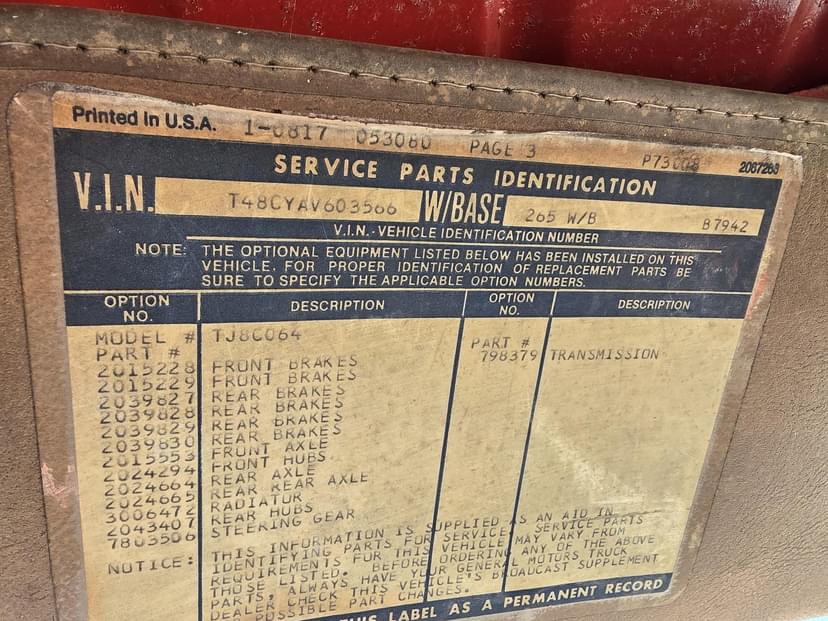 Printed in U.S.A. 1-0817 053080 PAGE 3 P73008 2087263
SERVICE PARTS IDENTIFICATION
V.I.N. T48CYAV603566 W/BASE 265 W/B B7942
V.I.N. - VEHICLE IDENTIFICATION NUMBER
NOTE: THE OPTIONAL EQUIPMENT LISTED BELOW HAS BEEN INSTALLED ON THIS
VEHICLE. FOR PROPER IDENTIFICATION OF REPLACEMENT PARTS BE
SURE TO SPECIFY THE APPLICABLE OPTION NUMBERS.
OPTION NO. DESCRIPTION OPTION NO. DESCRIPTION
MODEL # TJ8C064
PART # PART #
2015228 FRONT BRAKES 798379 TRANSMISSION
2015229 FRONT BRAKES
2039827 REAR BRAKES
2039828 REAR BRAKES
2039829 REAR BRAKES
2039830 REAR BRAKES
2015553 FRONT AXLE
2024294 FRONT HUBS
2024664 REAR AXLE
2024665 REAR REAR AXLE
3006472 RADIATOR
2043407 REAR HUBS
7803506 STEERING GEAR
NOTICE: THIS INFORMATION IS SUPPLIED AS AN AID IN
IDENTIFYING PARTS FOR SERVICE. SERVICE PARTS
REQUIREMENTS FOR THIS VEHICLE MAY VARY FROM
THOSE LISTED. BEFORE ORDERING ANY OF THE ABOVE
PARTS, ALWAYS HAVE YOUR GENERAL MOTORS TRUCK
DEALER CHECK THIS VEHICLE'S BROADCAST SUPPLEMENT
POSSIBLE PART CHANGES.
THIS LABEL AS A PERMANENT RECORD